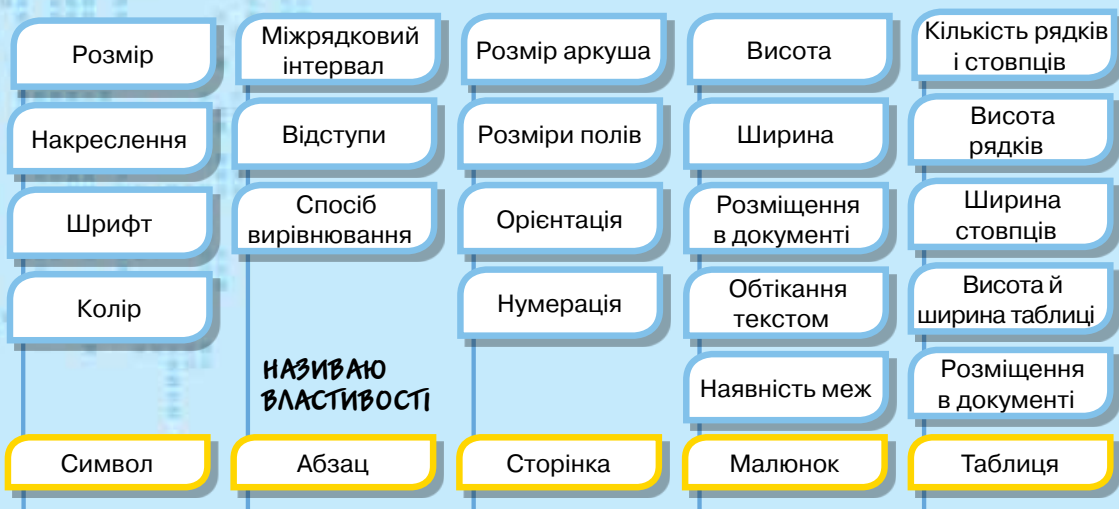 Розмір
Накреслення
Шрифт
Колір
Символ
Міжрядковий
інтервал
Відступи
Спосіб
вирівнювання
НАЗИВАЮ
ВЛАСТИВОСТІ
Абзац
Розмір аркуша
Розміри полів
Орієнтація
Нумерація
Сторінка
Висота
Ширина
Розміщення
в документі
Обтікання
текстом
Наявність меж
Малюнок
Кількість рядків
і стовпців
Висота
рядків
Ширина
стовпців
Висота й
ширина таблиці
Розміщення
в документі
Таблиця